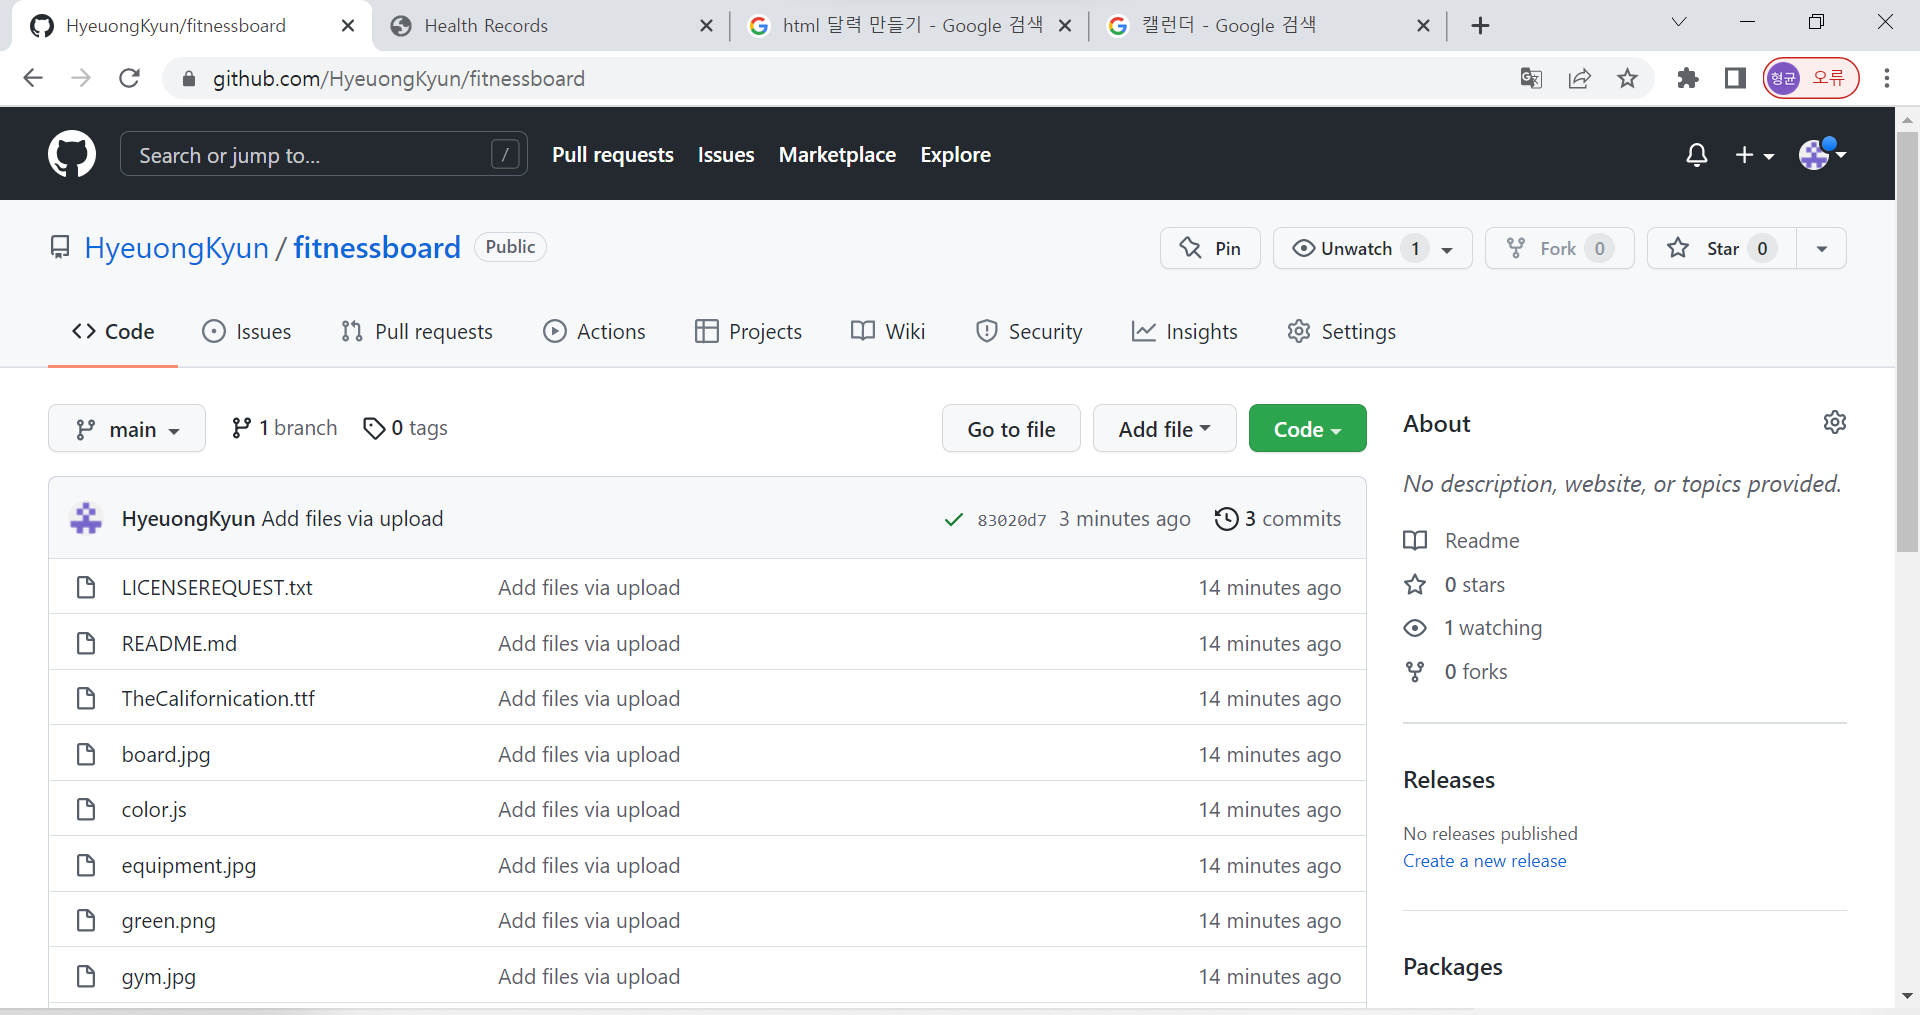 HyeuongKyun/fitnessboard
Health Records
html 달력 만들기 - Google 검색
캘런더 - Google 검색
github.com/HyeuongKyun/fitnessboard
형균 오류
Search or jump to... /
Pull requests Issues Marketplace Explore
HyeuongKyun / fitnessboard Public
Pin Unwatch 1 Fork 0 Star 0
Code Issues Pull requests Actions Projects Wiki Security Insights Settings
main 1 branch 0 tags Go to file Add file Code
HyeuongKyun Add files via upload 83020d7 3 minutes ago 3 commits
LICENSEREQUEST.txt Add files via upload 14 minutes ago
README.md Add files via upload 14 minutes ago
TheCalifornication.ttf Add files via upload 14 minutes ago
board.jpg Add files via upload 14 minutes ago
color.js Add files via upload 14 minutes ago
equipment.jpg Add files via upload 14 minutes ago
green.png Add files via upload 14 minutes ago
gym.jpg Add files via upload 14 minutes ago
About
No description, website, or topics provided.
Readme
0 stars
1 watching
0 forks
Releases
No releases published
Create a new release
Packages